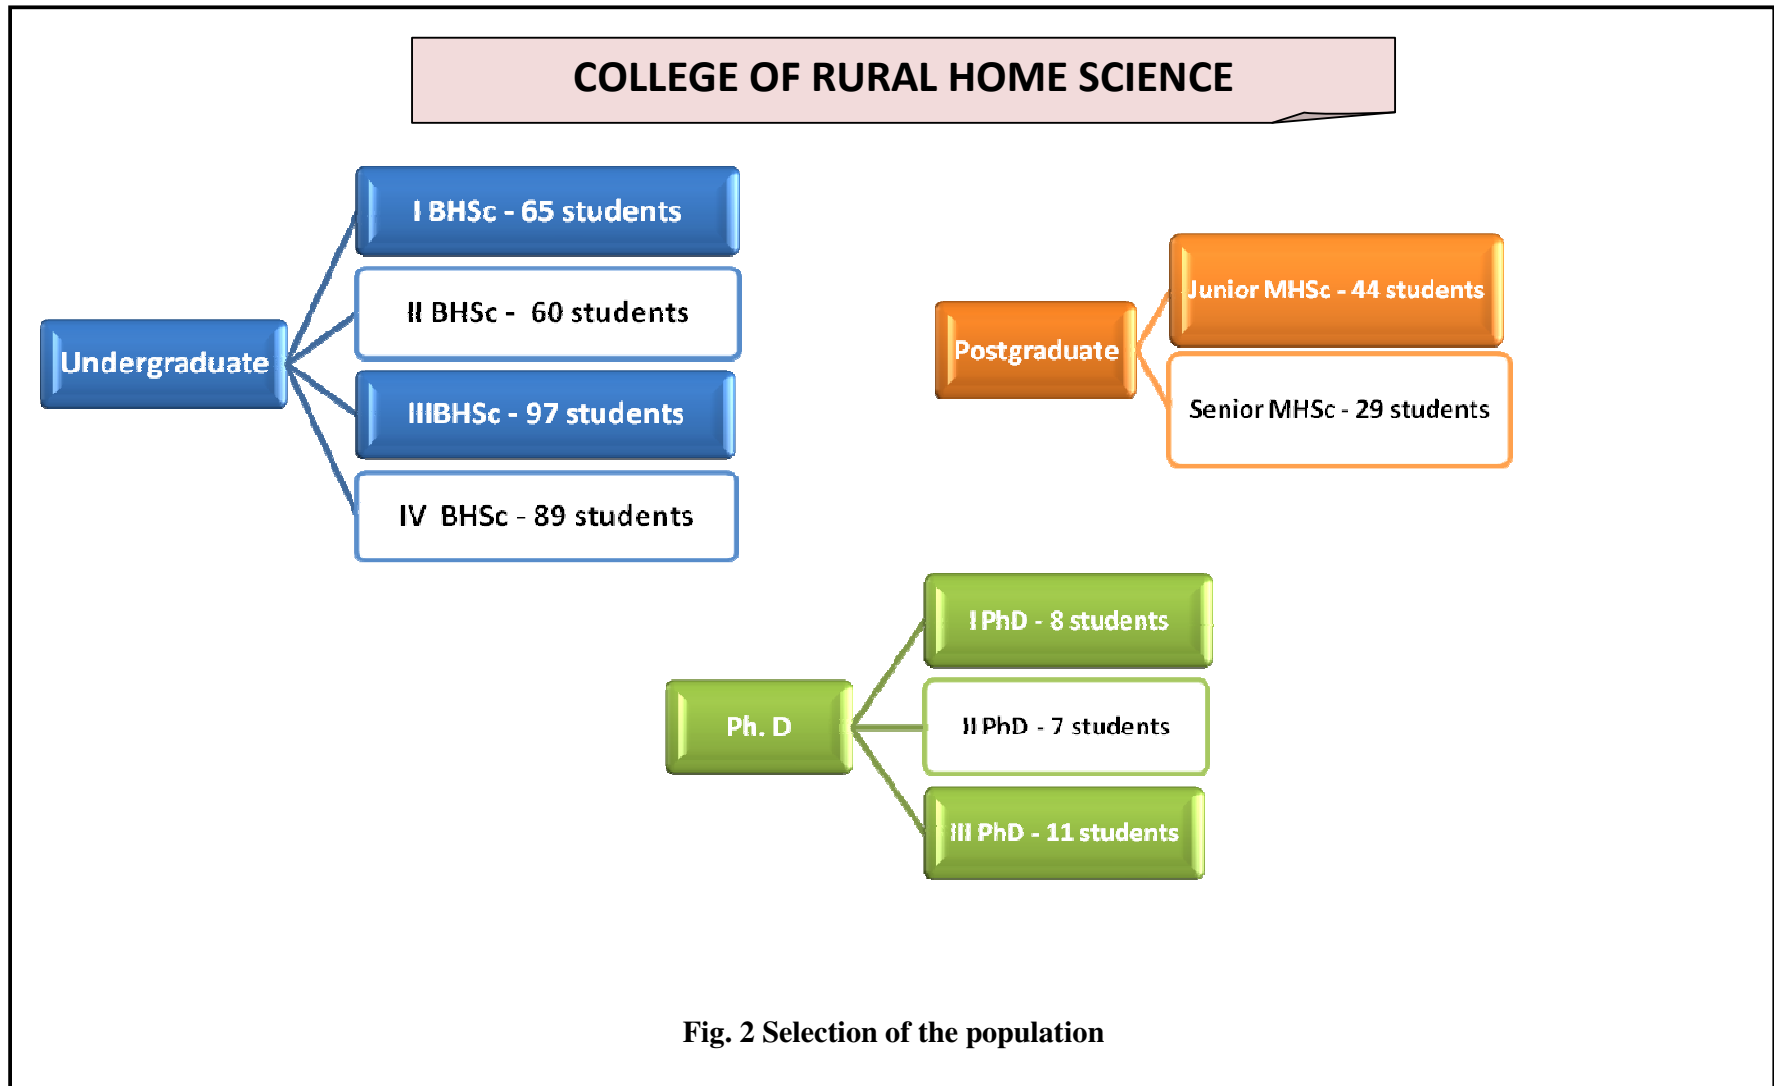 COLLEGE OF RURAL HOME SCIENCE
Undergraduate
I BHSc - 65 students
II BHSc - 60 students
IIIBHSc - 97 students
IV BHSc - 89 students
Postgraduate
Junior MHSc - 44 students
Senior MHSc - 29 students
Ph. D
I PhD - 8 students
II PhD - 7 students
III PhD - 11 students
Fig. 2 Selection of the population